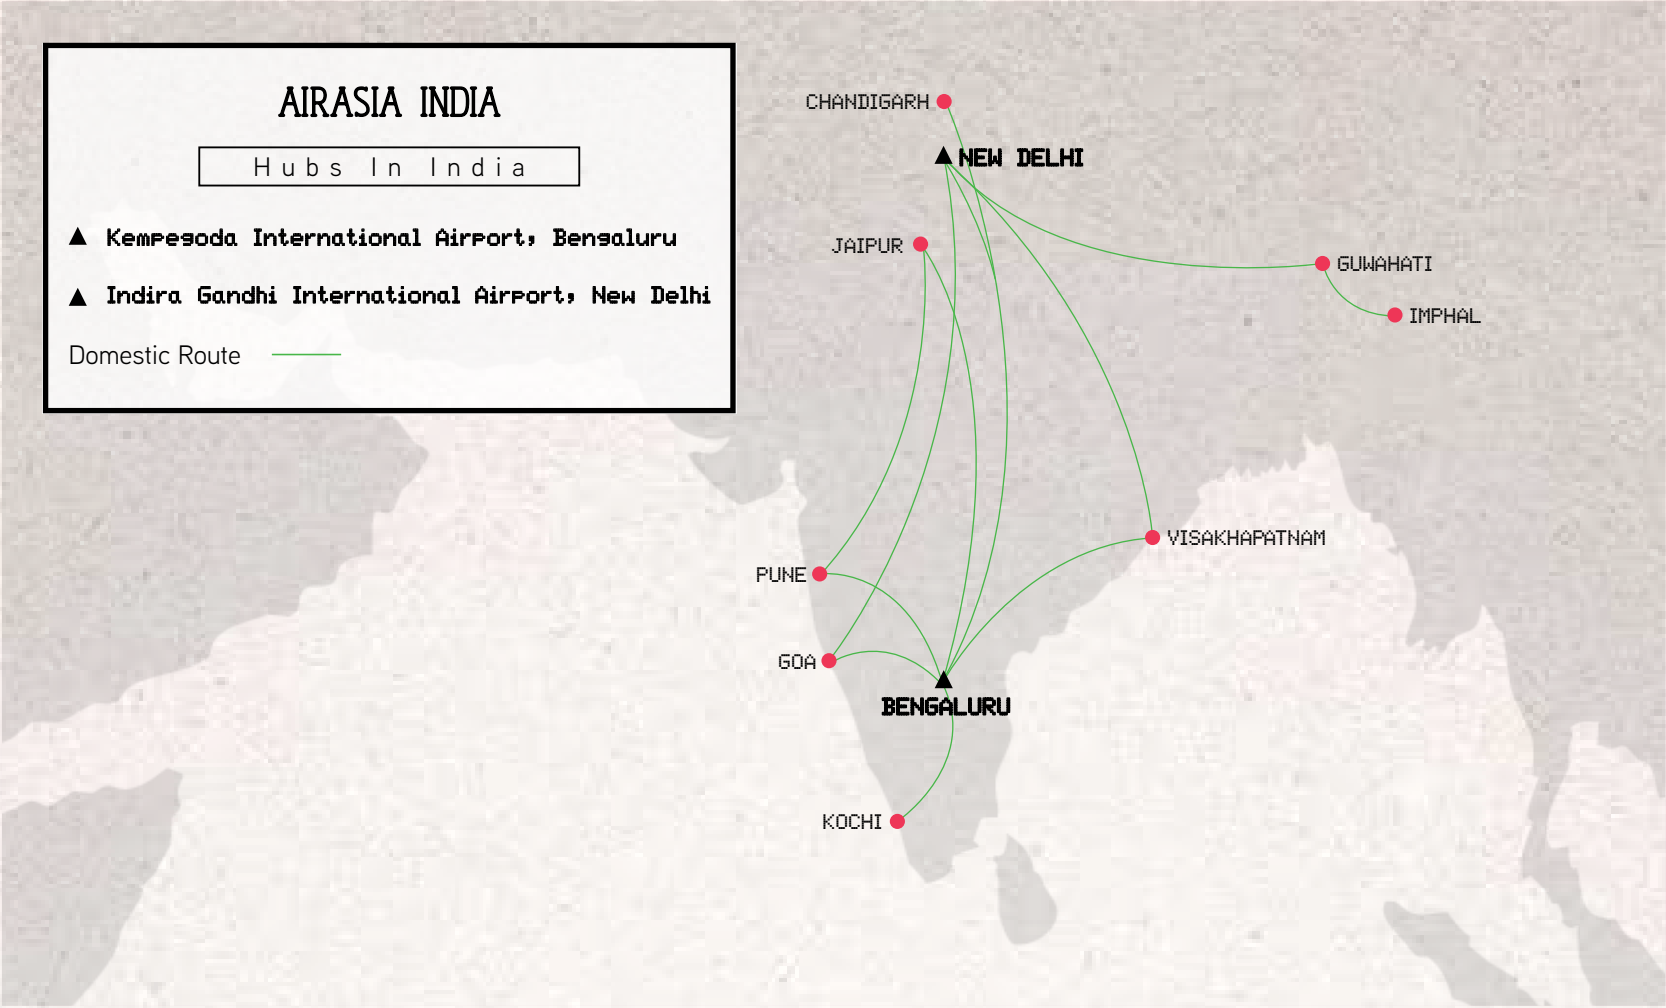 AIRASIA INDIA
Hubs In India
Kempegoda International Airport, Bengaluru
Indira Gandhi International Airport, New Delhi
Domestic Route
CHANDIGARH
NEW DELHI
JAIPUR
GUWAHATI
IMPHAL
VISAKHAPATNAM
PUNE
GOA
BENGALURU
KOCHI